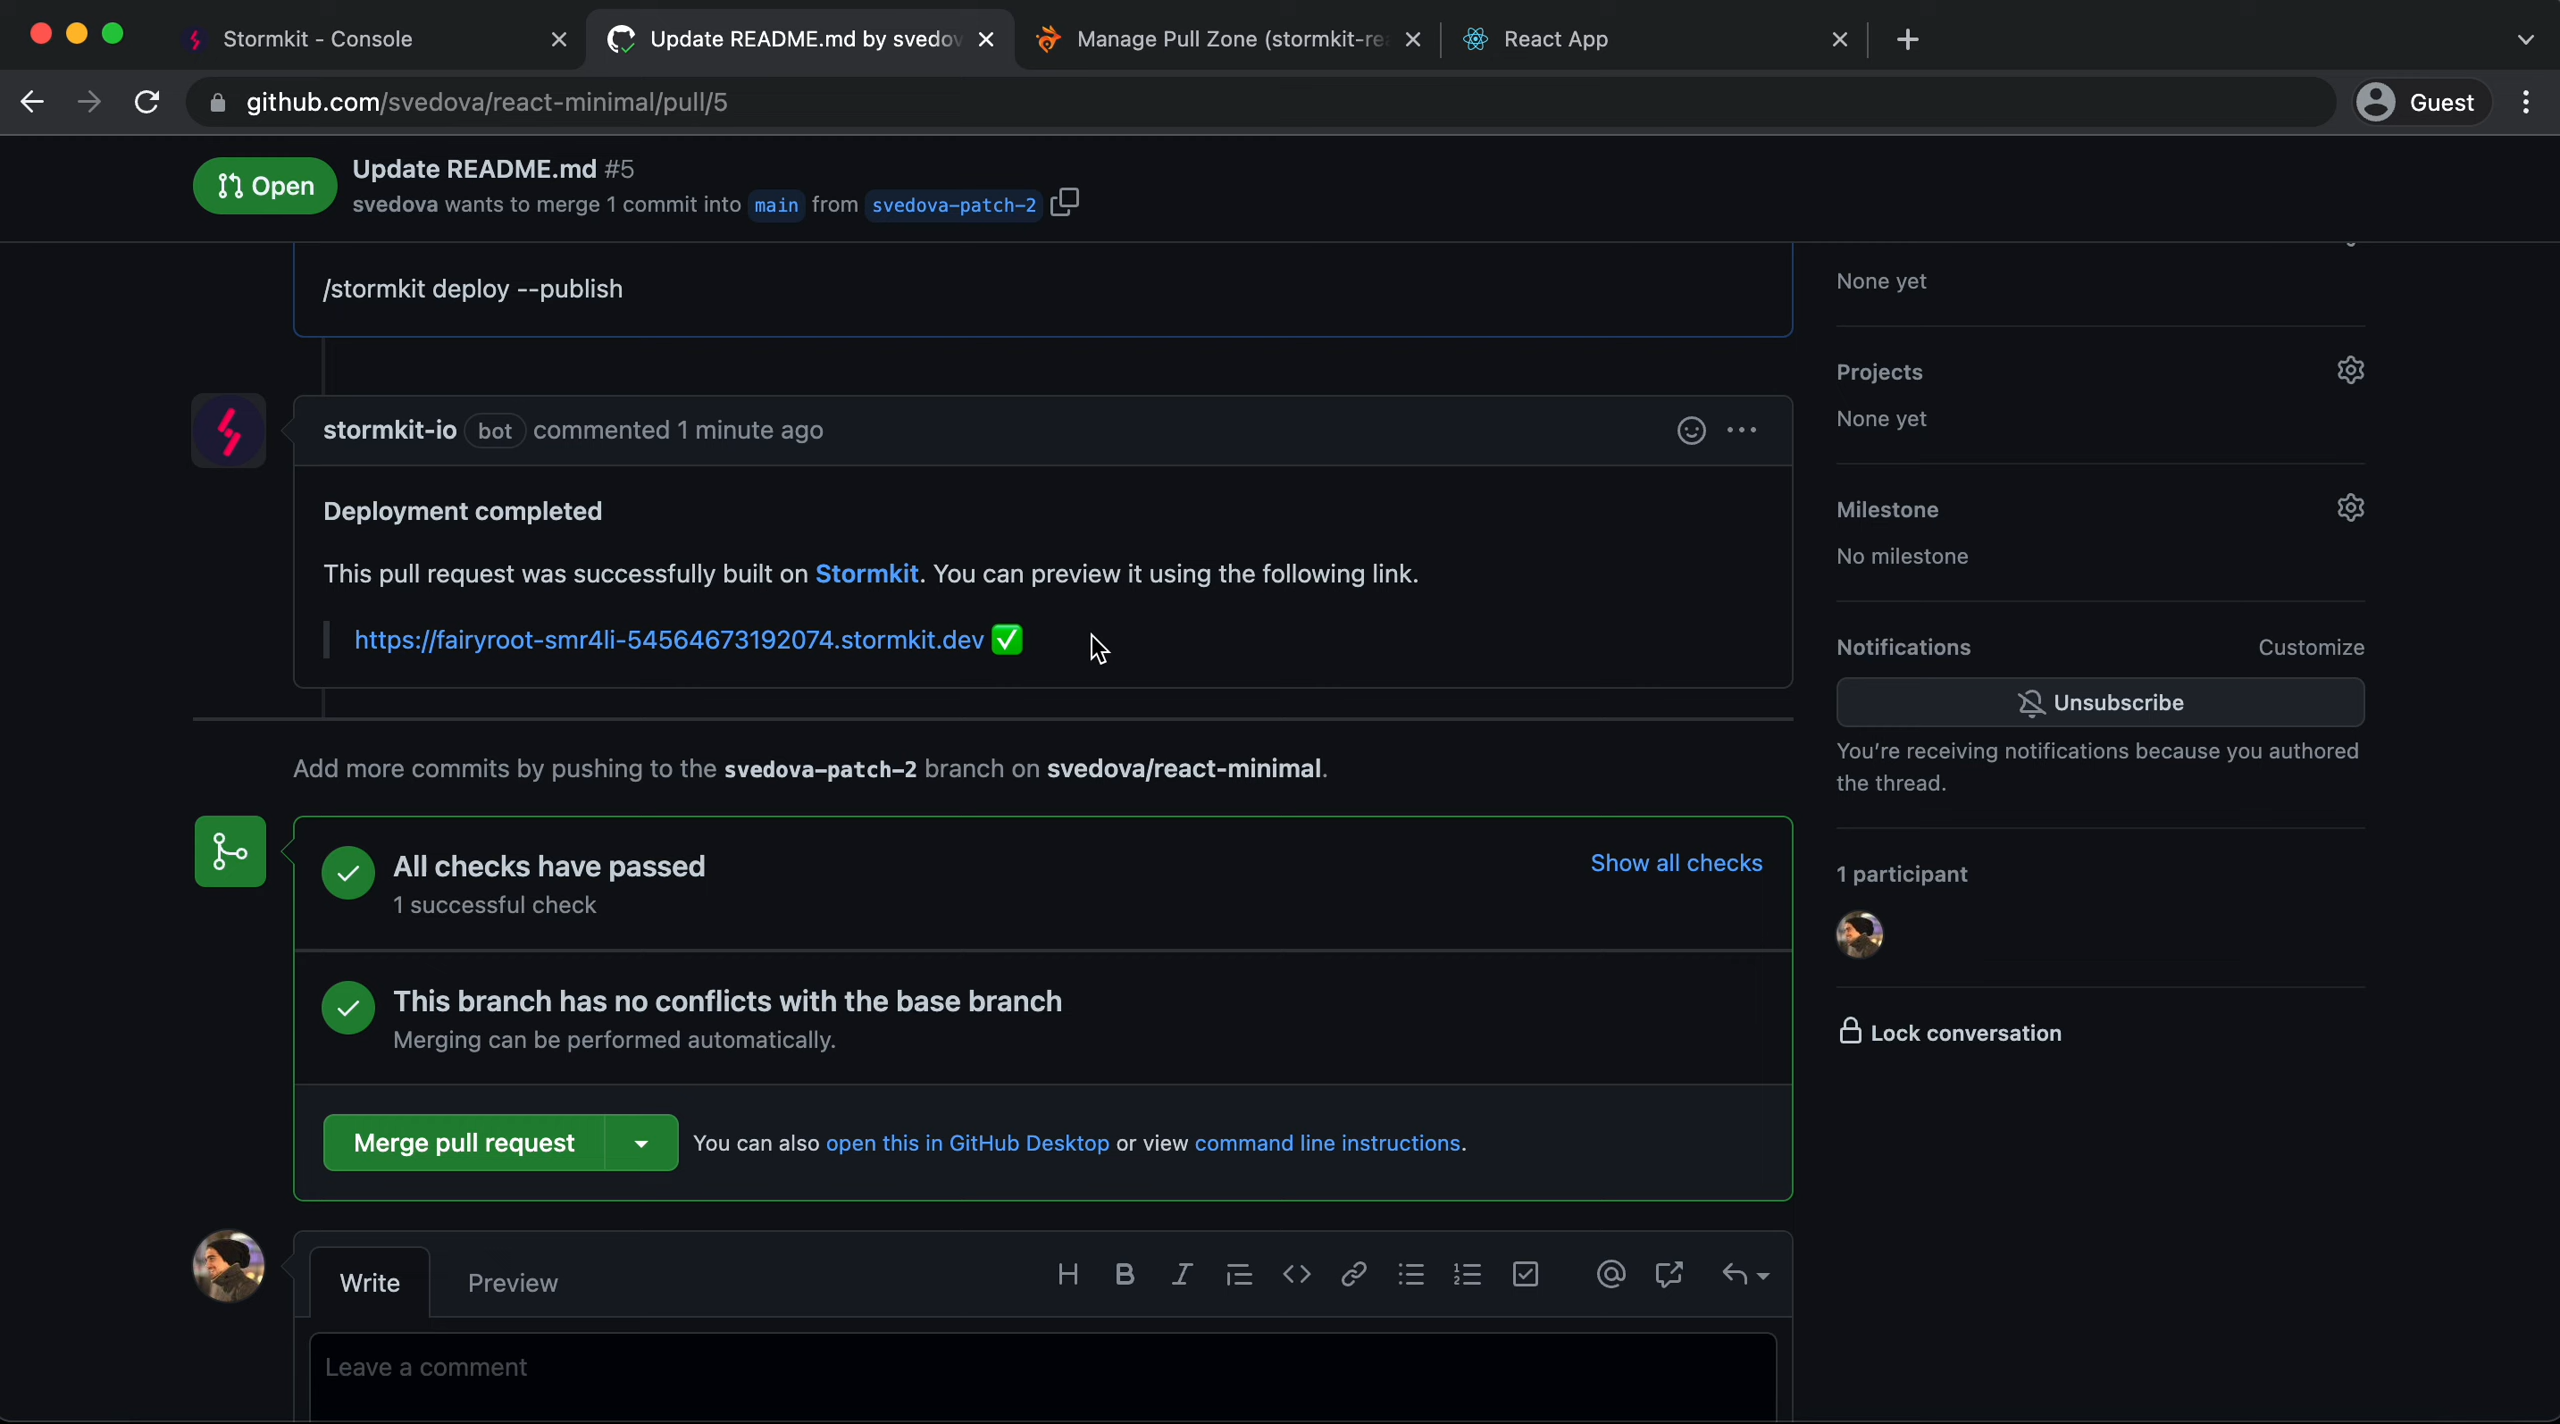 Stormkit - Console
Update README.md by svedov
Manage Pull Zone (stormkit-rea
React App
github.com/svedova/react-minimal/pull/5
Guest
Open
Update README.md #5
svedova wants to merge 1 commit into main from svedova-patch-2
/stormkit deploy --publish
stormkit-io bot commented 1 minute ago
Deployment completed
This pull request was successfully built on Stormkit. You can preview it using the following link.
https://fairyroot-smr4li-54564673192074.stormkit.dev ✅
Add more commits by pushing to the svedova-patch-2 branch on svedova/react-minimal.
All checks have passed
1 successful check
Show all checks
This branch has no conflicts with the base branch
Merging can be performed automatically.
Merge pull request
You can also open this in GitHub Desktop or view command line instructions.
Write
Preview
Leave a comment
None yet
Projects
None yet
Milestone
No milestone
Notifications
Customize
Unsubscribe
You're receiving notifications because you authored
the thread.
1 participant
Lock conversation